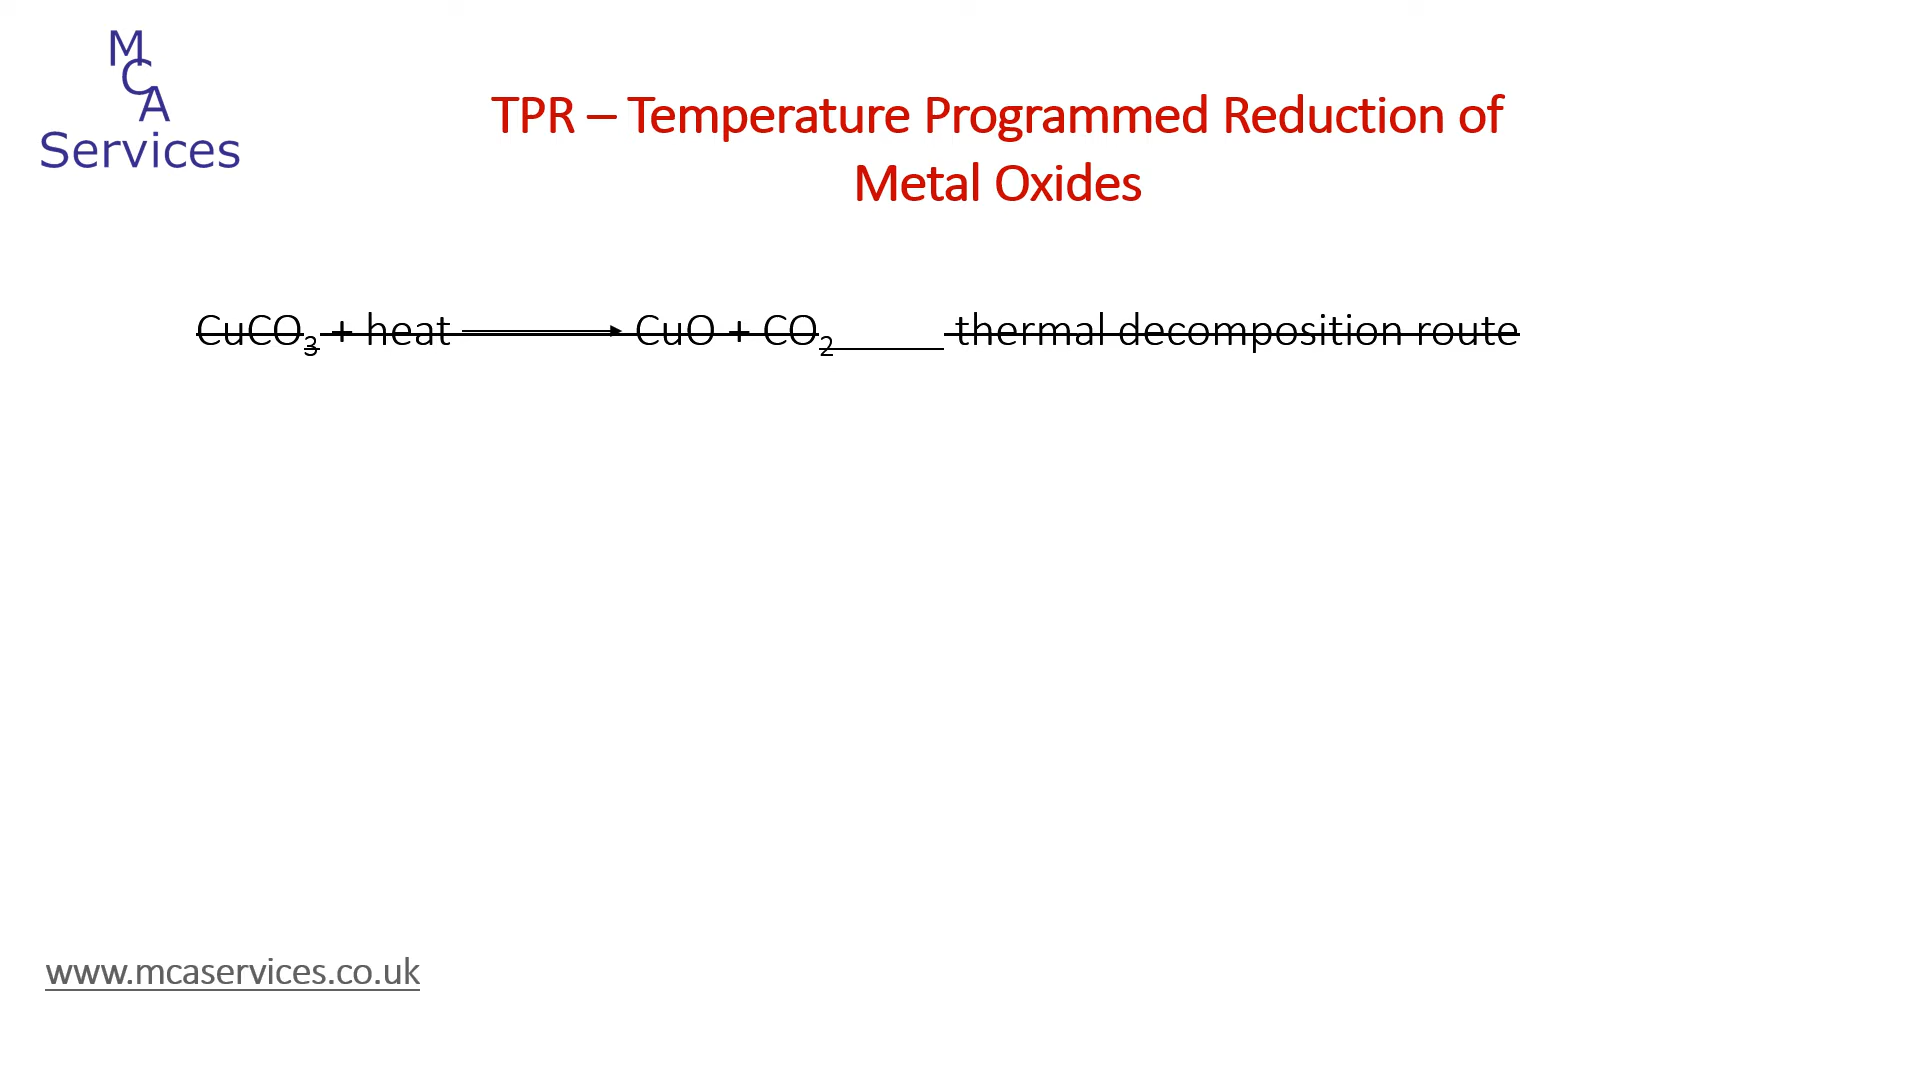 M
C
A
Services
TPR – Temperature Programmed Reduction of
Metal Oxides
CuCO₃ + heat ⟶ CuO + CO₂ thermal decomposition route
www.mcaservices.co.uk